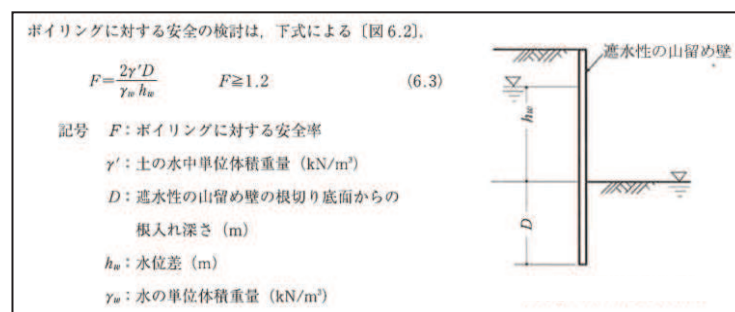 ボイリングに対する安全の検討は，下式による〔図6.2〕．
F=2γ′D/γw hw　　F≧1.2　　(6.3)
記号　F：ボイリングに対する安全率
γ′：土の水中単位体積重量（kN/m³）
D：遮水性の山留め壁の根切り底面からの
根入れ深さ（m）
hw：水位差（m）
γw：水の単位体積重量（kN/m³）
遮水性の山留め壁
hw
D